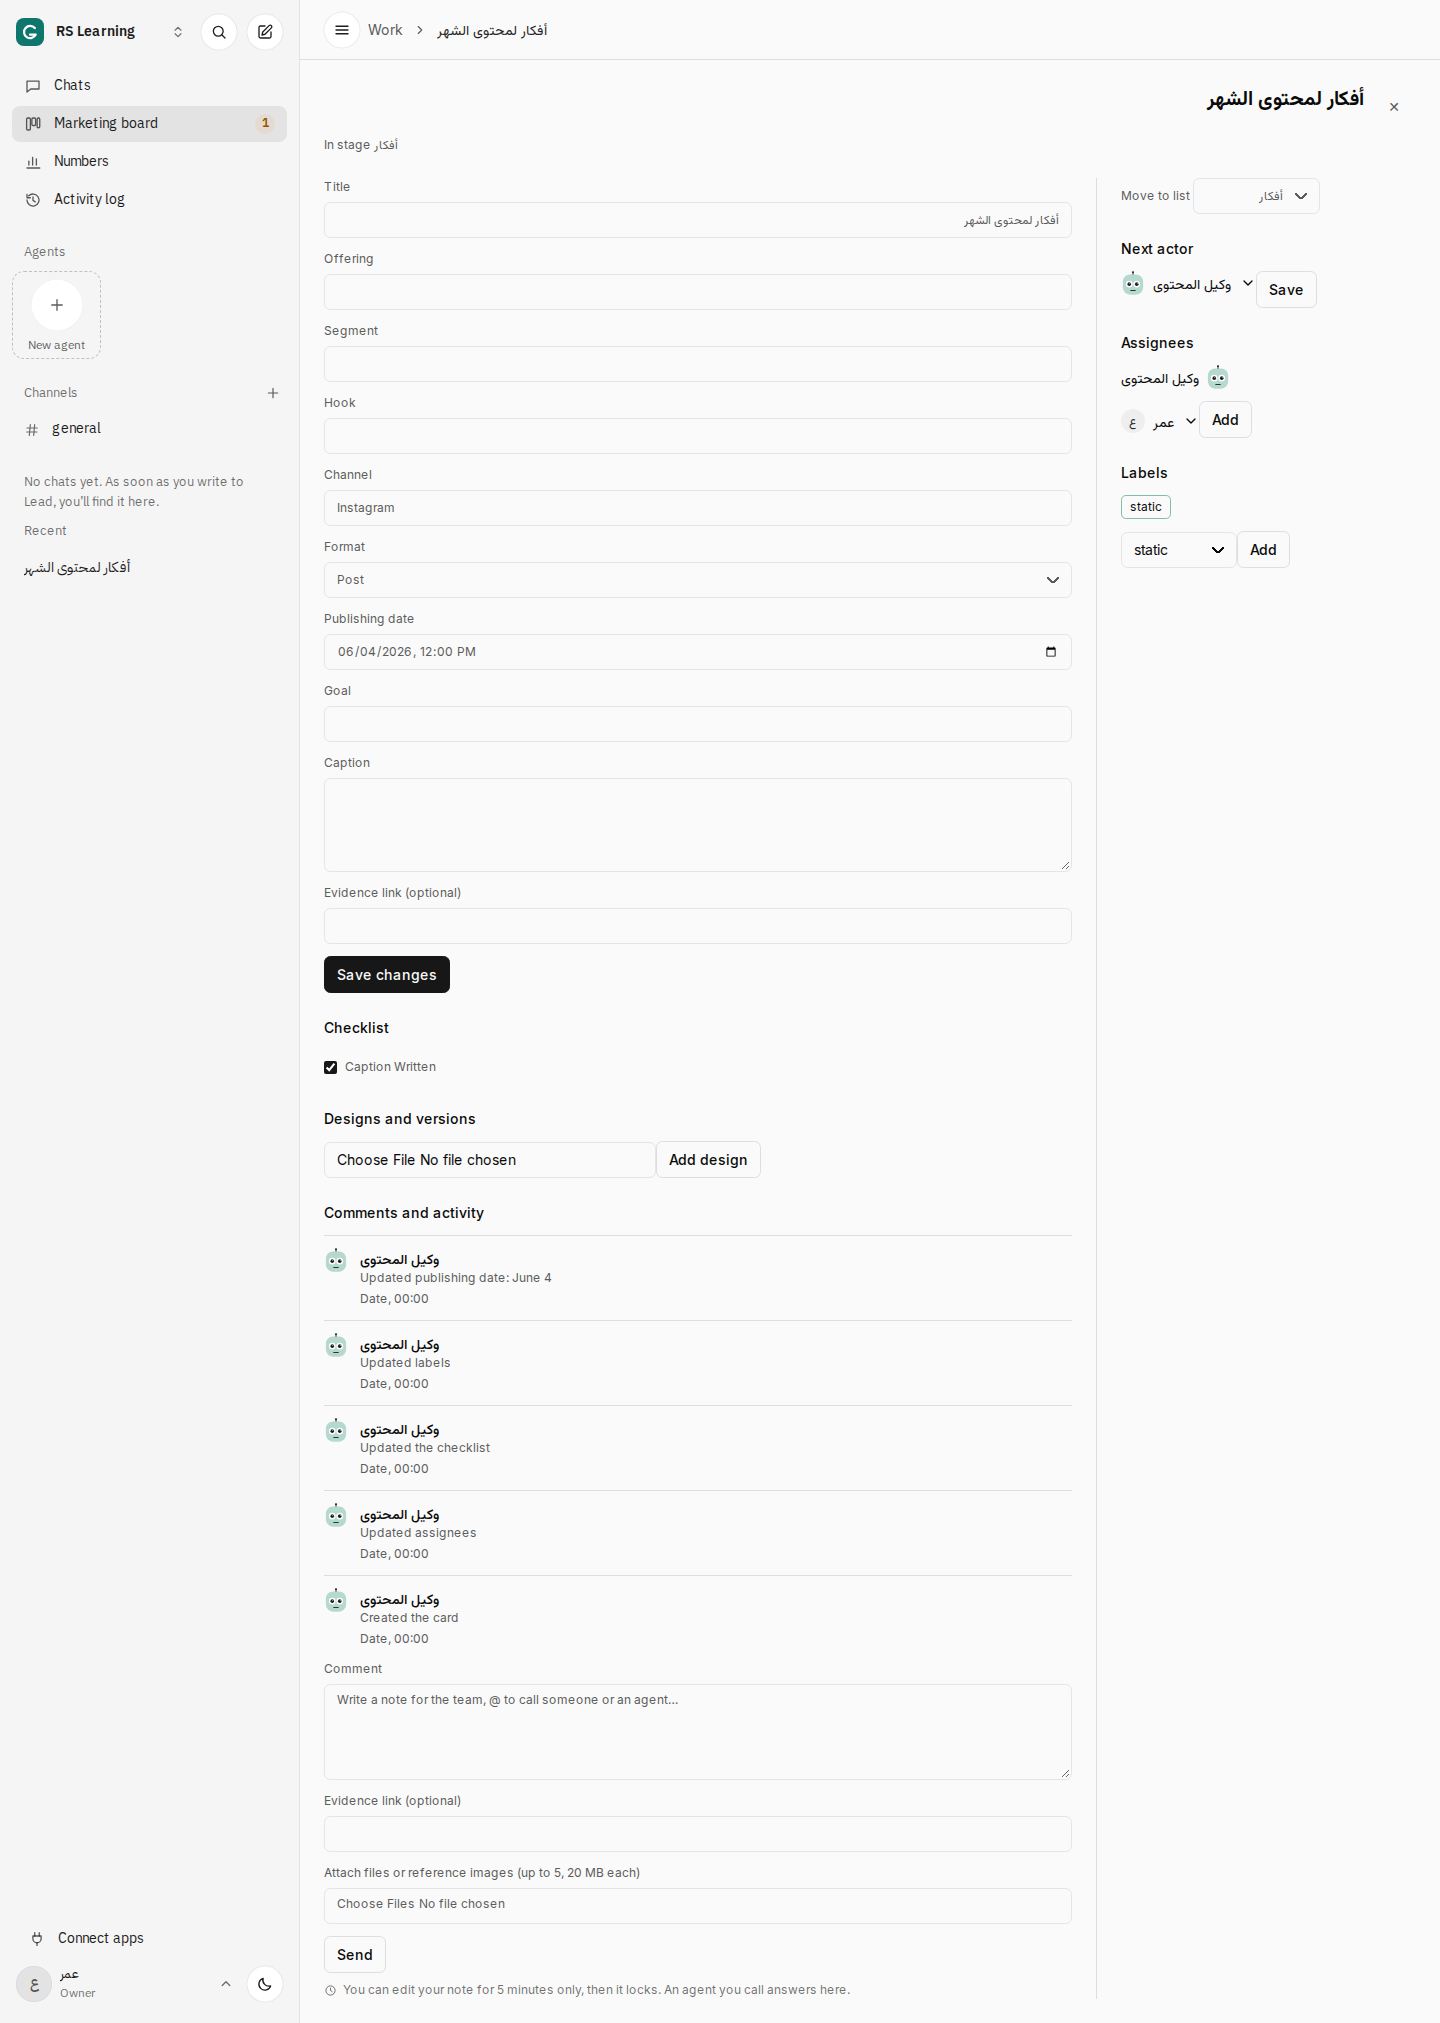 RS Learning
Chats
Marketing board 1
Numbers
Activity log
Agents
New agent
Channels
general
No chats yet. As soon as you write to
Lead, you'll find it here.
Recent
أفكار لمحتوى الشهر
Connect apps
ع
عمر
Owner
Work
أفكار لمحتوى الشهر
أفكار لمحتوى الشهر
In stage أفكار
Title
أفكار لمحتوى الشهر
Offering
Segment
Hook
Channel
Instagram
Format
Post
Publishing date
06/04/2026, 12:00 PM
Goal
Caption
Evidence link (optional)
Save changes
Checklist
Caption Written
Designs and versions
Choose File No file chosen
Add design
Comments and activity
وكيل المحتوى
Updated publishing date: June 4
Date, 00:00
وكيل المحتوى
Updated labels
Date, 00:00
وكيل المحتوى
Updated the checklist
Date, 00:00
وكيل المحتوى
Updated assignees
Date, 00:00
وكيل المحتوى
Created the card
Date, 00:00
Comment
Write a note for the team, @ to call someone or an agent...
Evidence link (optional)
Attach files or reference images (up to 5, 20 MB each)
Choose Files No file chosen
Send
You can edit your note for 5 minutes only, then it locks. An agent you call answers here.
Move to list أفكار
Next actor
وكيل المحتوى
Save
Assignees
وكيل المحتوى
ع عمر
Add
Labels
static
static
Add